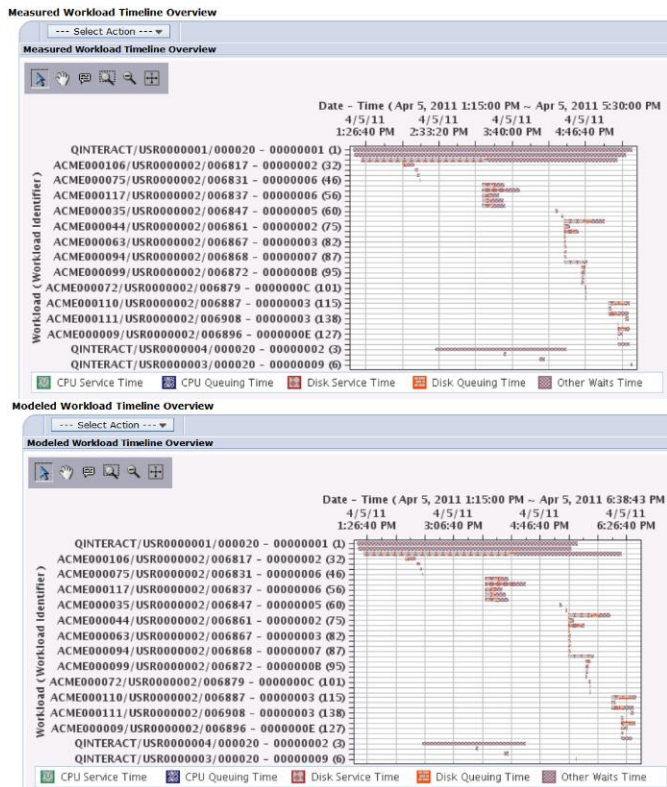 Measured Workload Timeline Overview
--- Select Action ---
Measured Workload Timeline Overview
Date - Time ( Apr 5, 2011 1:15:00 PM ~ Apr 5, 2011 5:30:00 PM
4/5/11 4/5/11 4/5/11 4/5/11
1:26:40 PM 2:33:20 PM 3:40:00 PM 4:46:40 PM
Workload ( Workload Identifier )
QINTERACT/USR0000001/000020 - 00000001 (1)
ACME000106/USR0000002/006817 - 00000002 (32)
ACME000075/USR0000002/006831 - 00000006 (46)
ACME000117/USR0000002/006837 - 00000006 (56)
ACME000035/USR0000002/006847 - 00000005 (60)
ACME000044/USR0000002/006861 - 00000002 (75)
ACME000063/USR0000002/006867 - 00000003 (82)
ACME000094/USR0000002/006868 - 00000007 (87)
ACME000099/USR0000002/006872 - 0000000B (95)
ACME000072/USR0000002/006879 - 0000000C (101)
ACME000110/USR0000002/006887 - 00000003 (115)
ACME000111/USR0000002/006908 - 00000003 (138)
ACME000009/USR0000002/006896 - 0000000E (127)
QINTERACT/USR0000004/000020 - 00000002 (3)
QINTERACT/USR0000003/000020 - 00000009 (6)
CPU Service Time CPU Queuing Time Disk Service Time Disk Queuing Time Other Waits Time
Modeled Workload Timeline Overview
--- Select Action ---
Modeled Workload Timeline Overview
Date - Time ( Apr 5, 2011 1:15:00 PM ~ Apr 5, 2011 6:38:43 PM
4/5/11 4/5/11 4/5/11 4/5/11
1:26:40 PM 3:06:40 PM 4:46:40 PM 6:26:40 PM
Workload ( Workload Identifier )
QINTERACT/USR0000001/000020 - 00000001 (1)
ACME000106/USR0000002/006817 - 00000002 (32)
ACME000075/USR0000002/006831 - 00000006 (46)
ACME000117/USR0000002/006837 - 00000006 (56)
ACME000035/USR0000002/006847 - 00000005 (60)
ACME000044/USR0000002/006861 - 00000002 (75)
ACME000063/USR0000002/006867 - 00000003 (82)
ACME000094/USR0000002/006868 - 00000007 (87)
ACME000099/USR0000002/006872 - 0000000B (95)
ACME000072/USR0000002/006879 - 0000000C (101)
ACME000110/USR0000002/006887 - 00000003 (115)
ACME000111/USR0000002/006908 - 00000003 (138)
ACME000009/USR0000002/006896 - 0000000E (127)
QINTERACT/USR0000004/000020 - 00000002 (3)
QINTERACT/USR0000003/000020 - 00000009 (6)
CPU Service Time CPU Queuing Time Disk Service Time Disk Queuing Time Other Waits Time